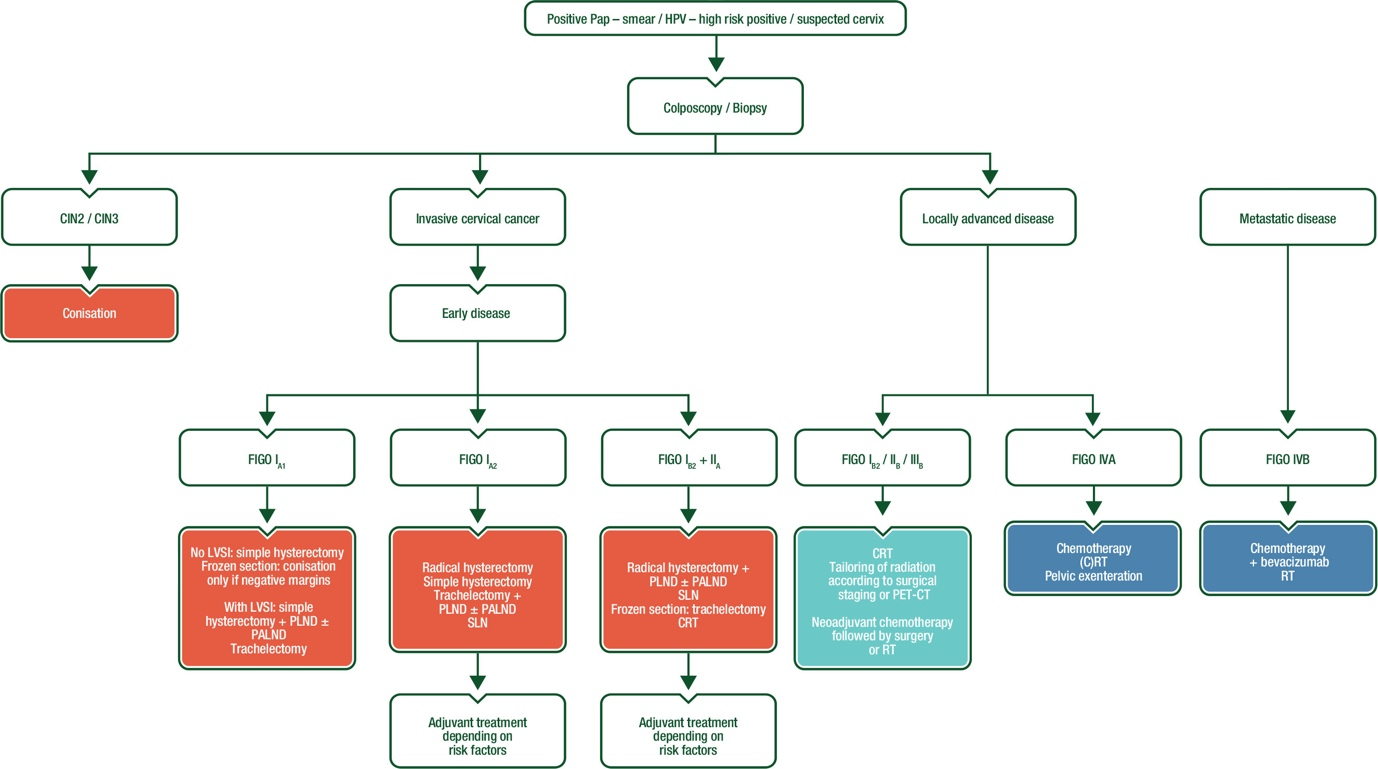 Positive Pap – smear / HPV – high risk positive / suspected cervix
Colposcopy / Biopsy
CIN2 / CIN3
Invasive cervical cancer
Locally advanced disease
Metastatic disease
Conisation
Early disease
FIGO IA1
FIGO IA2
FIGO IB2 + IIA
FIGO IB2 / IIB / IIIB
FIGO IVA
FIGO IVB
No LVSI: simple hysterectomy
Frozen section: conisation
only if negative margins
With LVSI: simple
hysterectomy + PLND ±
PALND
Trachelectomy
Radical hysterectomy
Simple hysterectomy
Trachelectomy +
PLND ± PALND
SLN
Radical hysterectomy +
PLND ± PALND
SLN
Frozen section: trachelectomy
CRT
CRT
Tailoring of radiation
according to surgical
staging or PET-CT
Neoadjuvant chemotherapy
followed by surgery
or RT
Chemotherapy
(C)RT
Pelvic exenteration
Chemotherapy
+ bevacizumab
RT
Adjuvant treatment
depending on
risk factors
Adjuvant treatment
depending on
risk factors